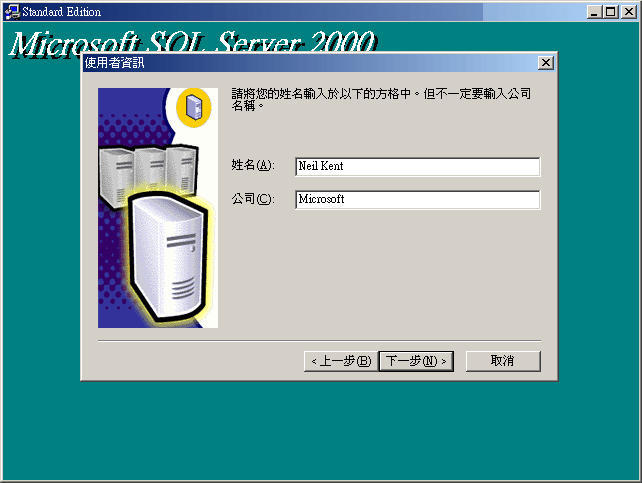 Standard Edition
Microsoft SQL Server 2000
使用者資訊
請將您的姓名輸入於以下的方格中。但不一定要輸入公司
名稱。
姓名(A):
Neil Kent
公司(C):
Microsoft
< 上一步(B)
下一步(N) >
取消